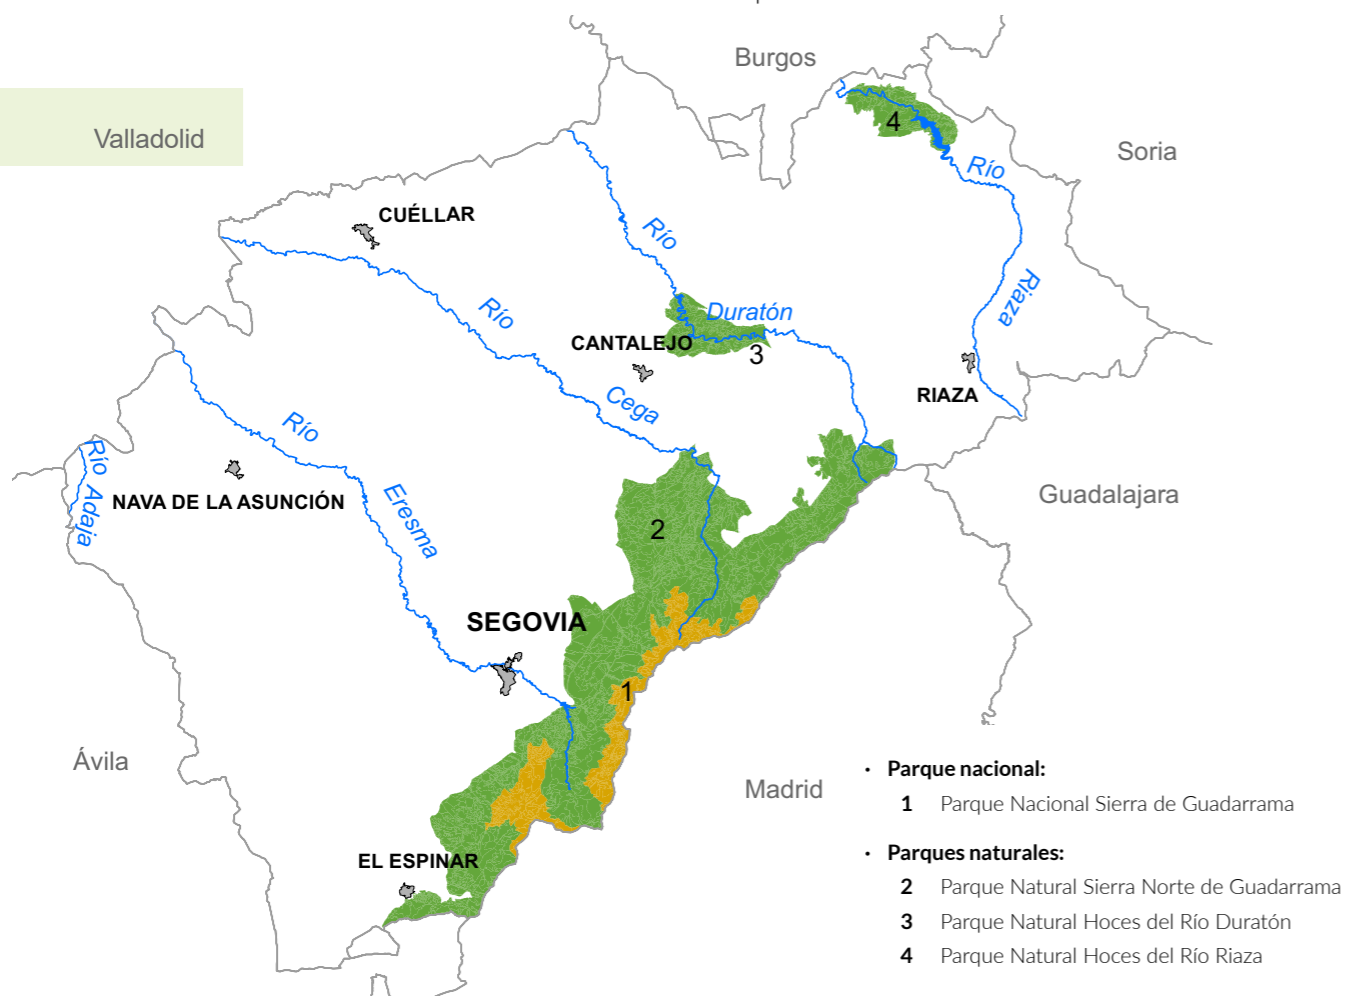 Burgos
Valladolid
4
Soria
Río
CUÉLLAR
Río
Riaza
Río
Duratón
CANTALEJO
3
RIAZA
Cega
Río
Río
Adaja
NAVA DE LA ASUNCIÓN
Eresma
Guadalajara
2
SEGOVIA
1
Ávila
Madrid
EL ESPINAR
· Parque nacional:
1 Parque Nacional Sierra de Guadarrama
· Parques naturales:
2 Parque Natural Sierra Norte de Guadarrama
3 Parque Natural Hoces del Río Duratón
4 Parque Natural Hoces del Río Riaza